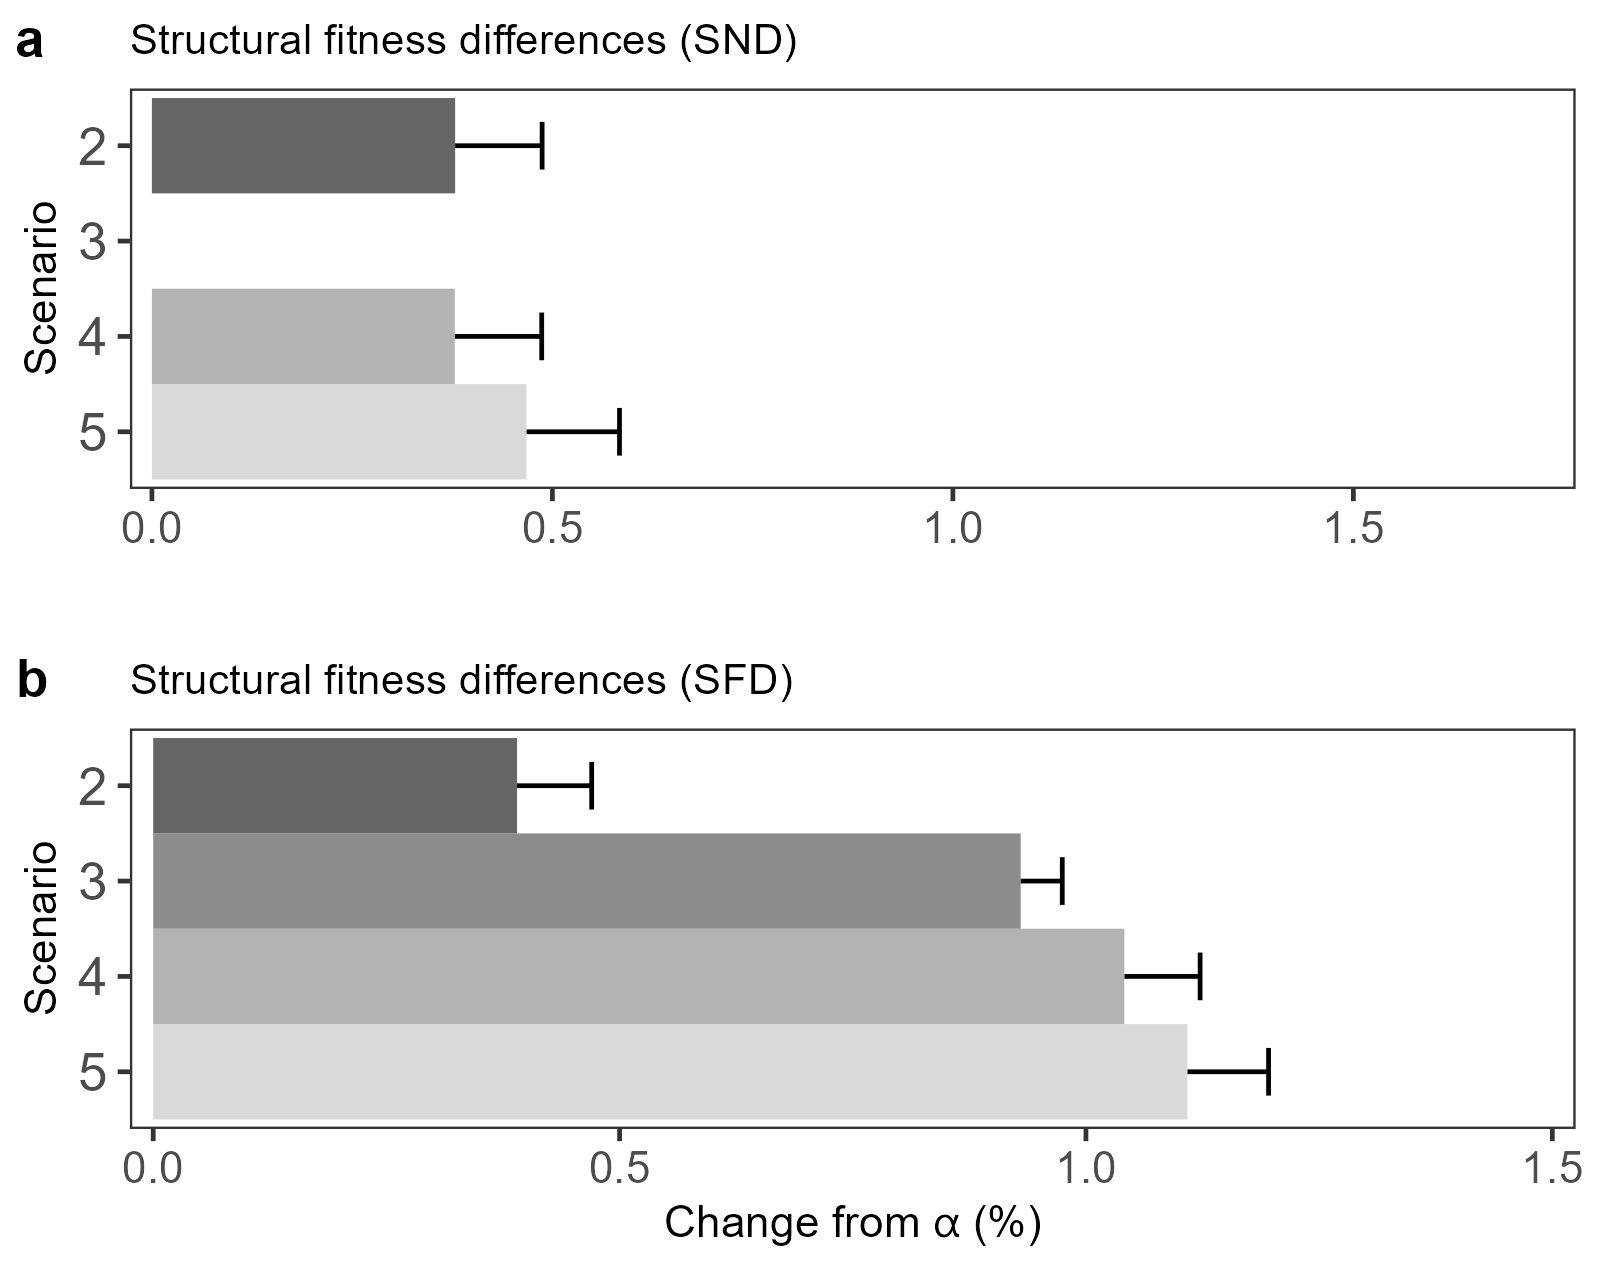 a Structural fitness differences (SND)
Scenario
2
3
4
5
0.0 0.5 1.0 1.5
b Structural fitness differences (SFD)
Scenario
2
3
4
5
0.0 0.5 1.0 1.5
Change from α (%)